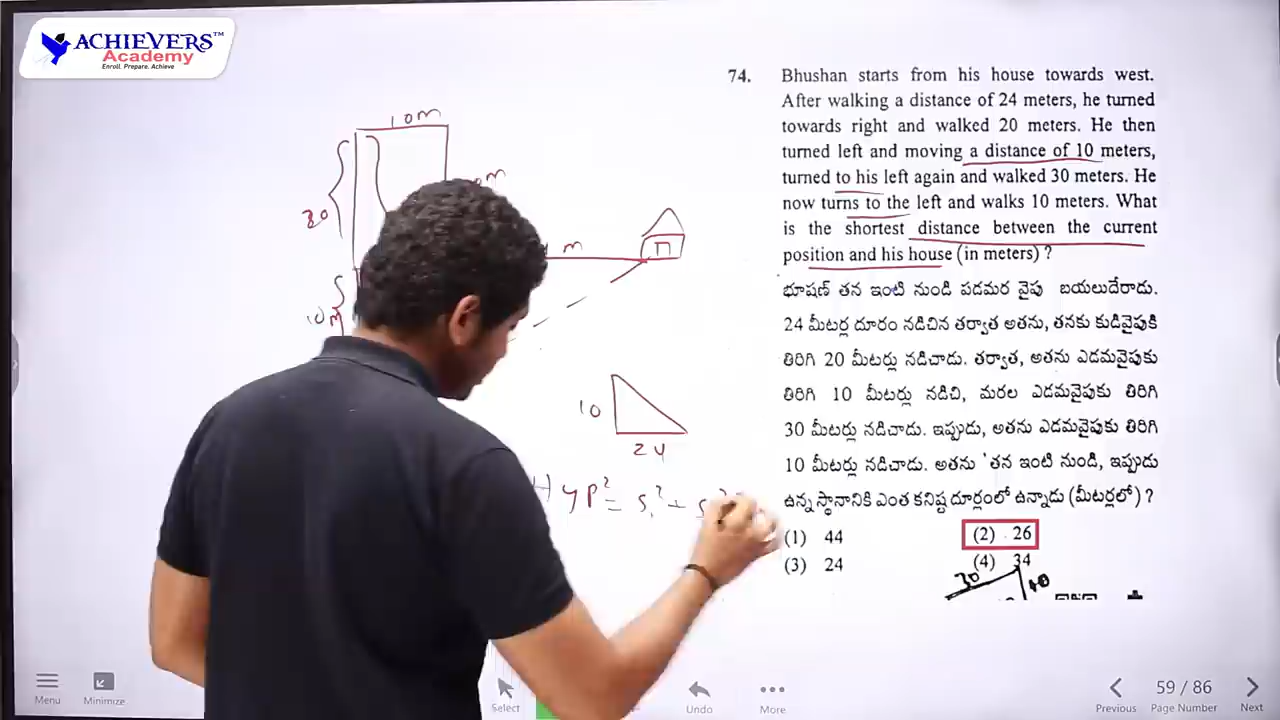 ACHIEVERS™
Academy
Enroll. Prepare. Achieve
10m
30
m
m
10m
10
24
Hyp² =
74. Bhushan starts from his house towards west.
After walking a distance of 24 meters, he turned
towards right and walked 20 meters. He then
turned left and moving a distance of 10 meters,
turned to his left again and walked 30 meters. He
now turns to the left and walks 10 meters. What
is the shortest distance between the current
position and his house (in meters) ?
భూషణ్ తన ఇంటి నుండి పడమర వైపు బయలుదేరాడు.
24 మీటర్ల దూరం నడిచిన తర్వాత అతను, తనకు కుడివైపుకి
తిరిగి 20 మీటర్లు నడిచాడు. తర్వాత, అతను ఎడమవైపుకు
తిరిగి 10 మీటర్లు నడిచి, మరల ఎడమవైపుకు తిరిగి
30 మీటర్లు నడిచాడు. ఇప్పుడు, అతను ఎడమవైపుకు తిరిగి
10 మీటర్లు నడిచాడు. అతను తన ఇంటి నుండి, ఇప్పుడు
ఉన్న స్థానానికి ఎంత కనిష్ట దూరంలో ఉన్నాడు (మీటర్లలో) ?
(1) 44 (2) 26
(3) 24 (4) 34
30
Menu Minimize Select Undo More Previous 59 / 86 Page Number Next